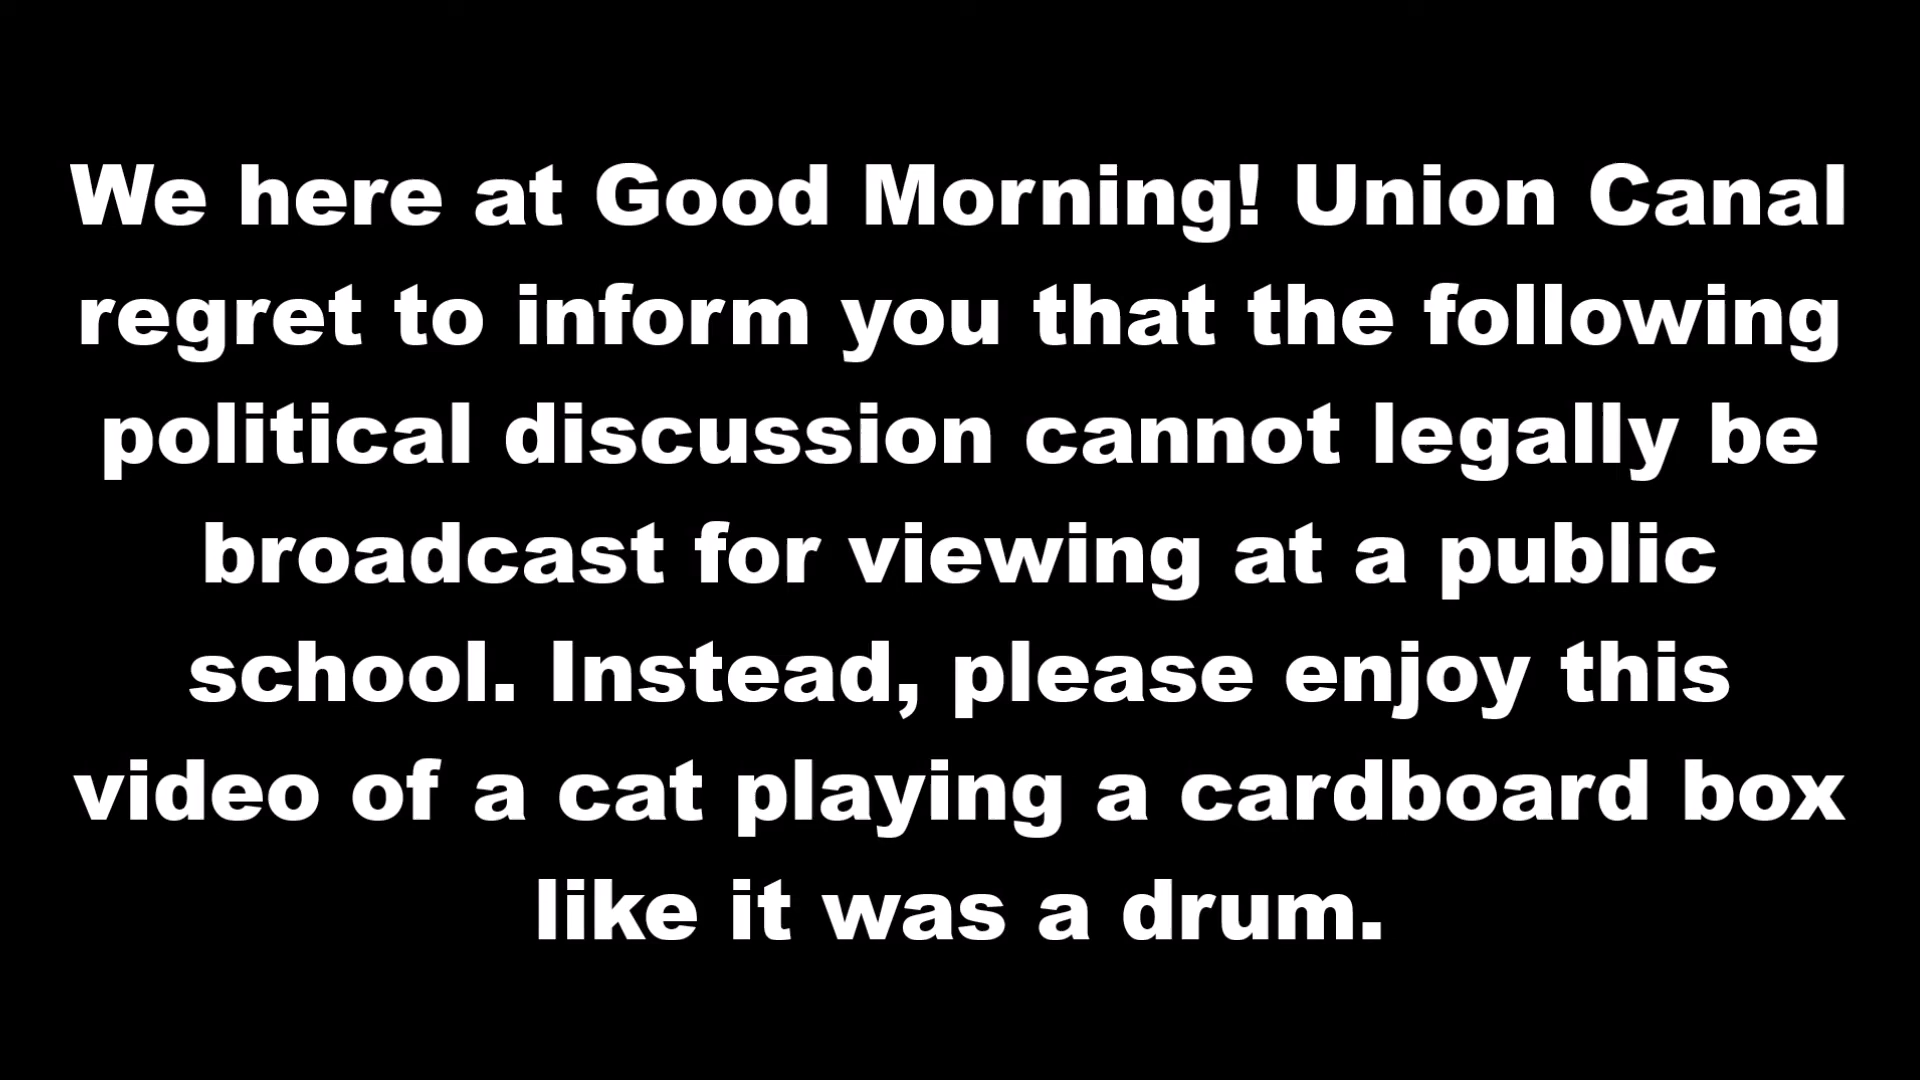 We here at Good Morning! Union Canal
regret to inform you that the following
political discussion cannot legally be
broadcast for viewing at a public
school. Instead, please enjoy this
video of a cat playing a cardboard box
like it was a drum.